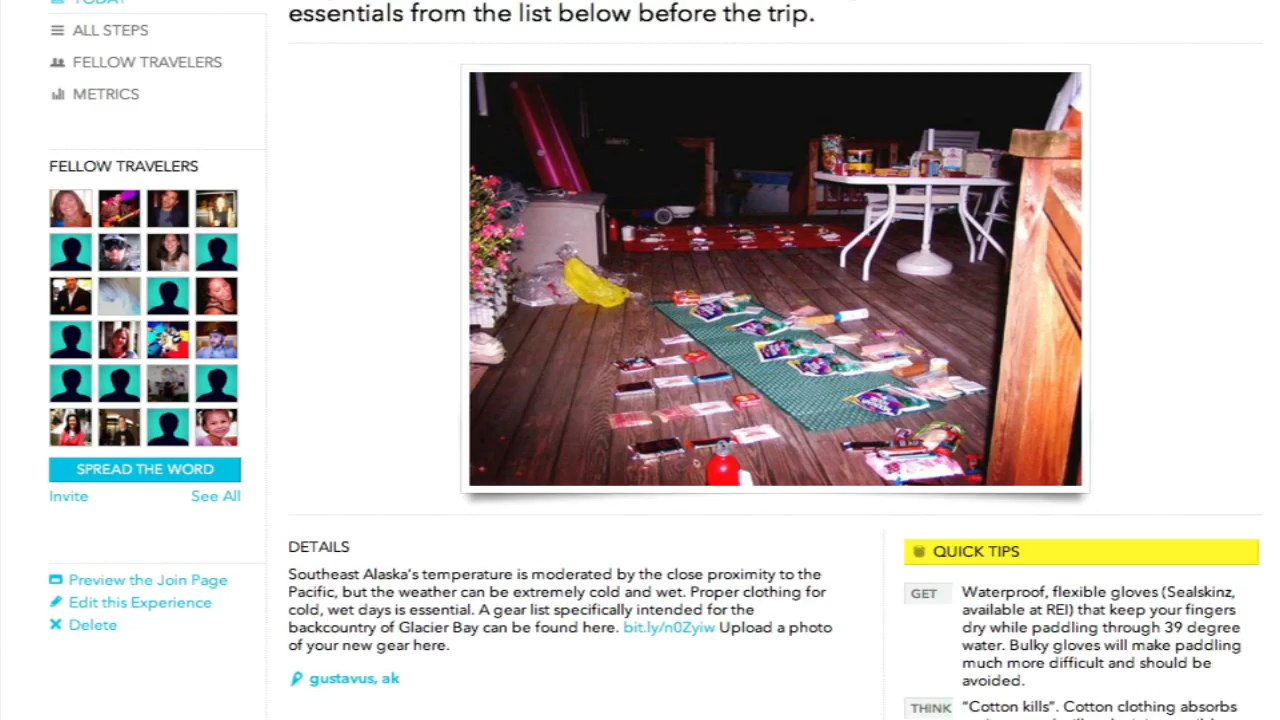 TODAY
ALL STEPS
FELLOW TRAVELERS
METRICS
FELLOW TRAVELERS
SPREAD THE WORD
Invite See All
Preview the Join Page
Edit this Experience
Delete
essentials from the list below before the trip.
DETAILS
Southeast Alaska's temperature is moderated by the close proximity to the
Pacific, but the weather can be extremely cold and wet. Proper clothing for
cold, wet days is essential. A gear list specifically intended for the
backcountry of Glacier Bay can be found here. bit.ly/n0Zyiw Upload a photo
of your new gear here.
gustavus, ak
QUICK TIPS
GET Waterproof, flexible gloves (Sealskinz,
available at REI) that keep your fingers
dry while paddling through 39 degree
water. Bulky gloves will make paddling
much more difficult and should be
avoided.
THINK "Cotton kills". Cotton clothing absorbs